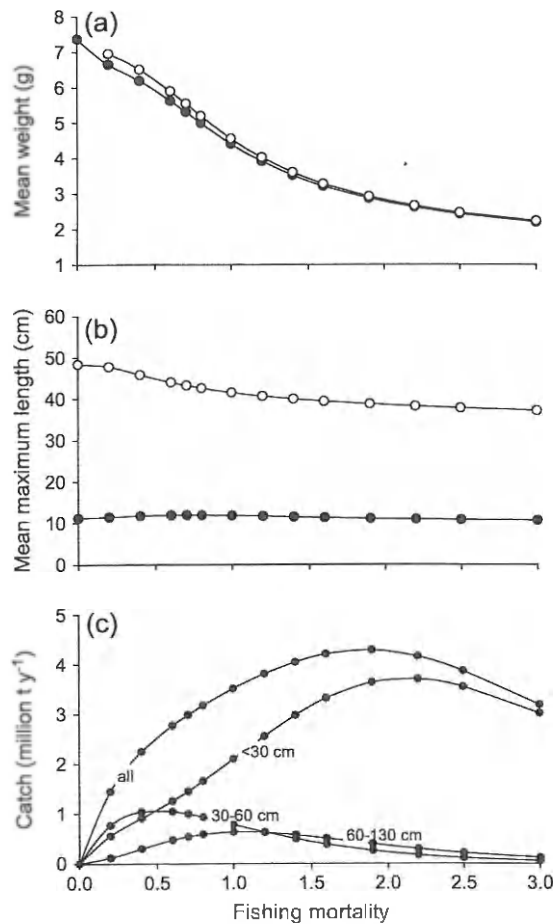 (a)
Mean weight (g)
8
7
6
5
4
3
2
1
(b)
Mean maximum length (cm)
60
50
40
30
20
10
0
(c)
Catch (million t y-1)
5
4
3
2
1
0
all
<30 cm
30-60 cm
60-130 cm
0.0 0.5 1.0 1.5 2.0 2.5 3.0
Fishing mortality